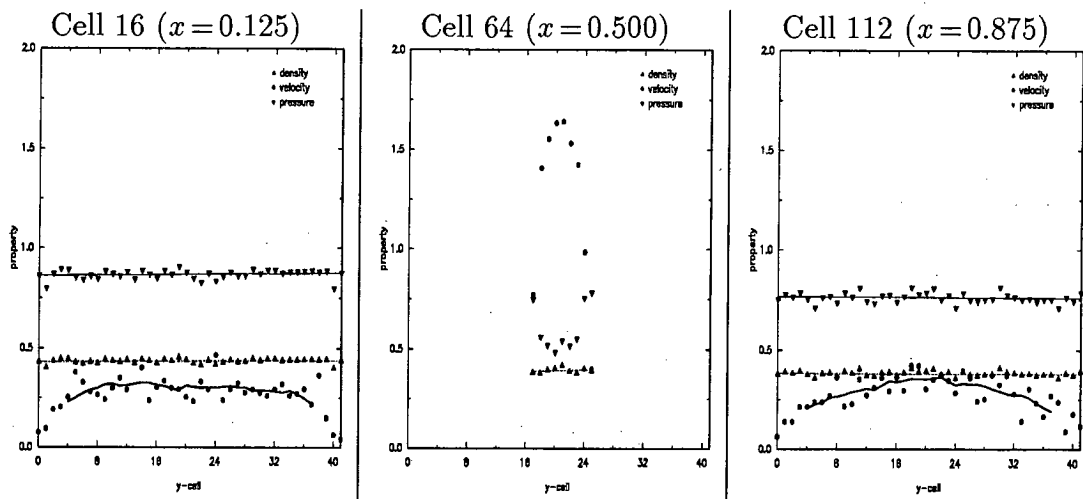 Cell 16 (x=0.125)
2.0
1.5
1.0
0.5
0.0
property
density
velocity
pressure
0 8 16 24 32 40
y-cell
Cell 64 (x=0.500)
2.0
1.5
1.0
0.5
0.0
property
density
velocity
pressure
0 8 16 24 32 40
y-cell
Cell 112 (x=0.875)
2.0
1.5
1.0
0.5
0.0
property
density
velocity
pressure
0 8 16 24 32 40
y-cell